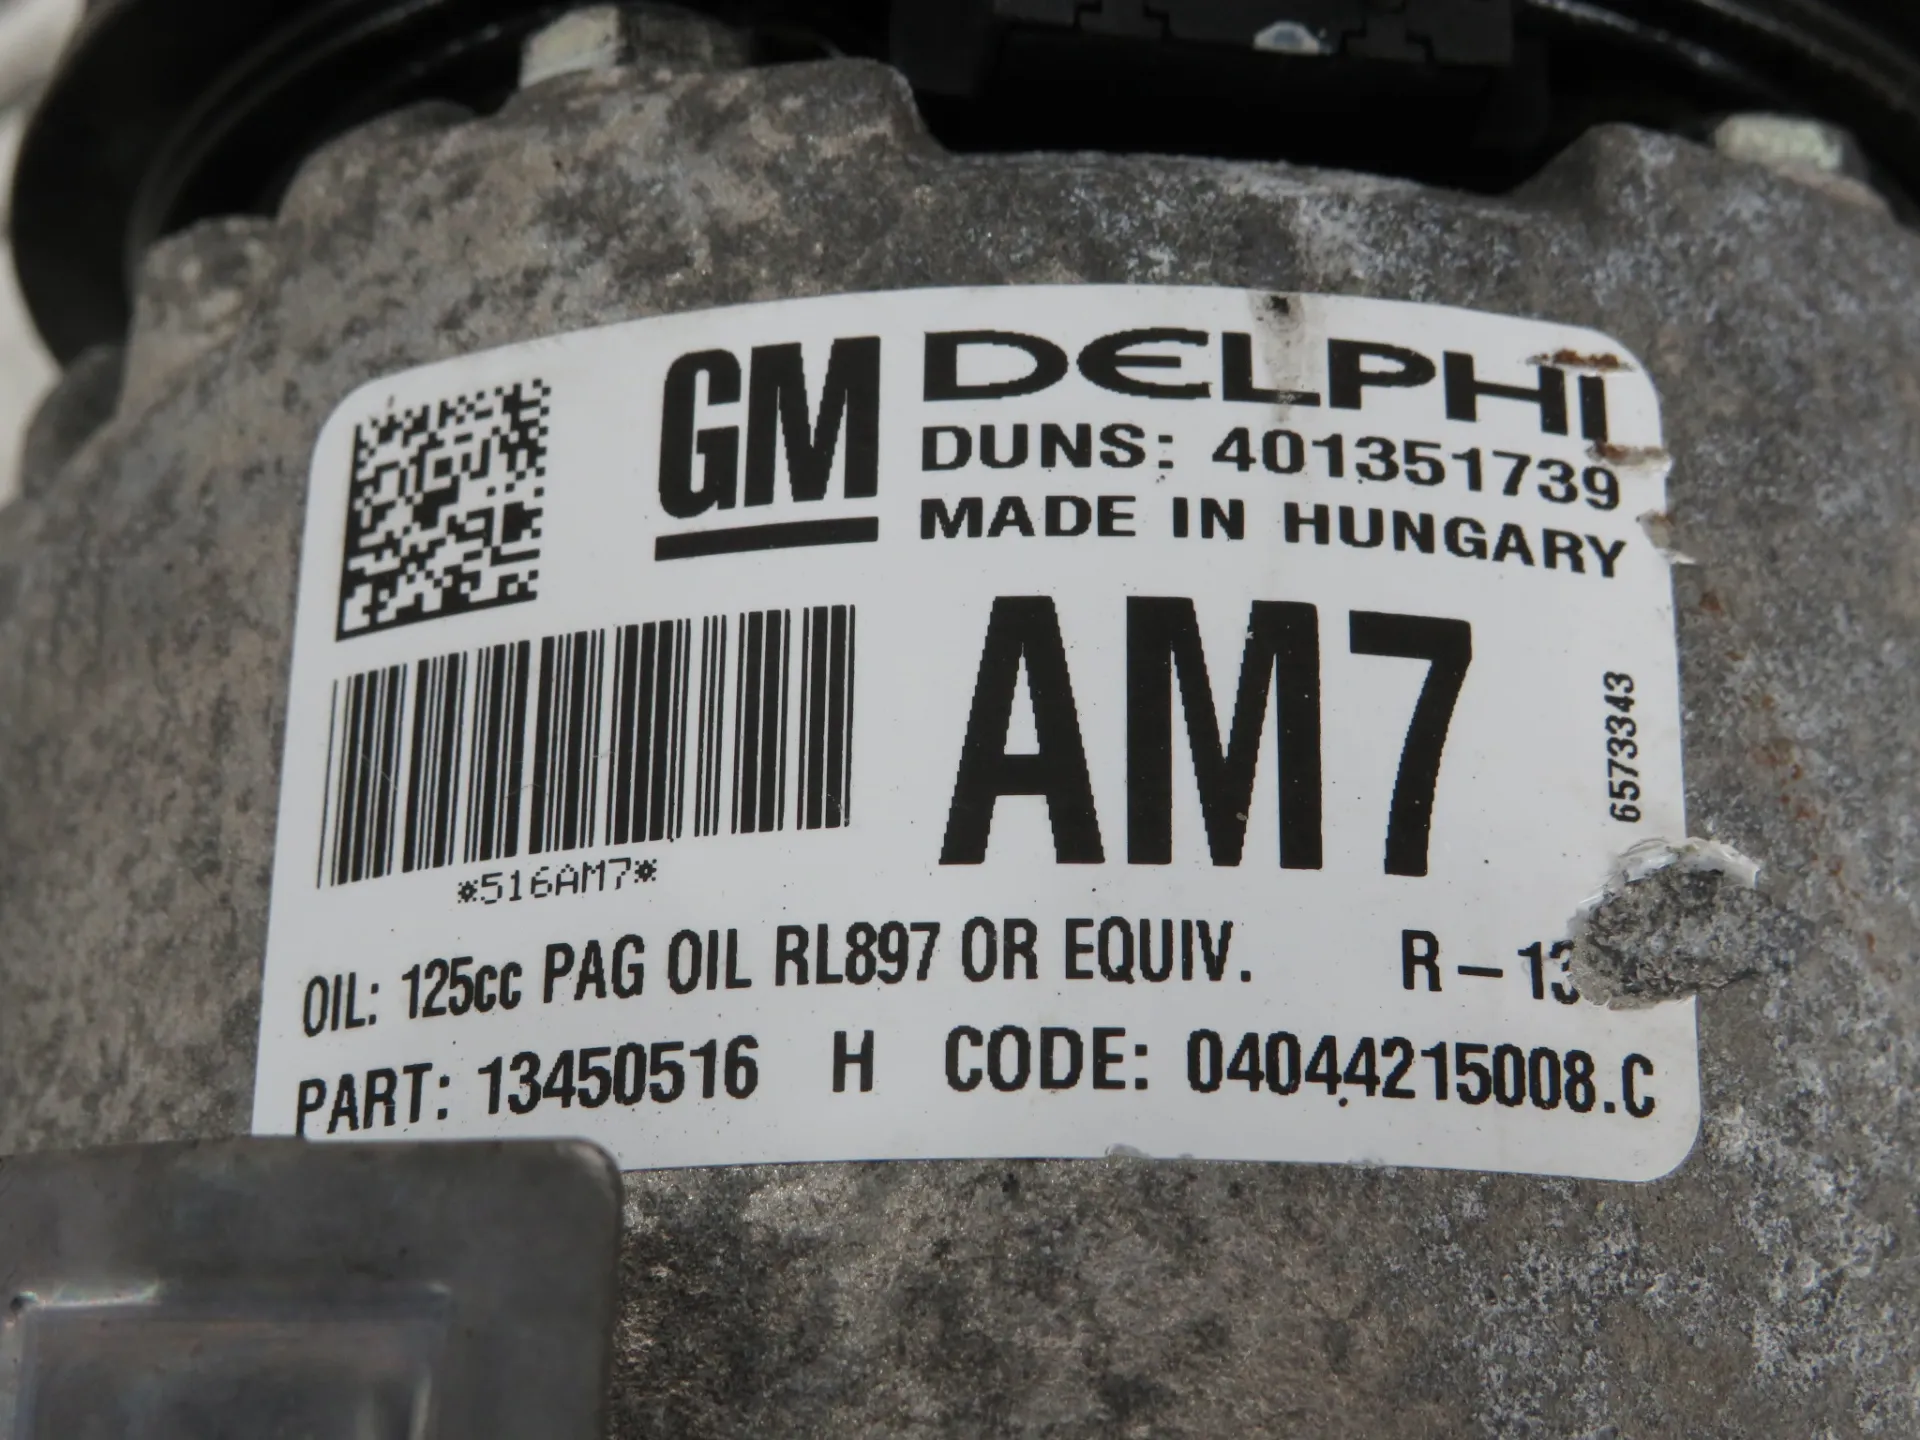 GM
DELPHI
DUNS: 401351739
MADE IN HUNGARY
AM7
6573343
*516AM7*
OIL: 125cc PAG OIL RL897 OR EQUIV. R-13
PART: 13450516 H CODE: 04044215008.C